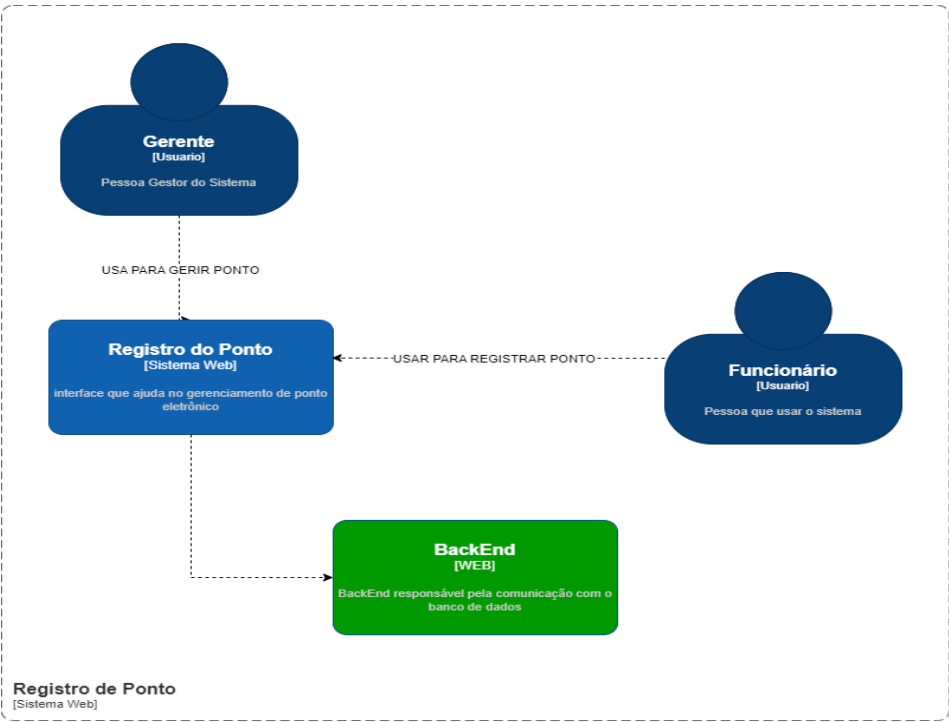 Gerente
[Usuario]
Pessoa Gestor do Sistema
USA PARA GERIR PONTO
Registro do Ponto
[Sistema Web]
interface que ajuda no gerenciamento de ponto
eletrônico
USAR PARA REGISTRAR PONTO
Funcionário
[Usuario]
Pessoa que usar o sistema
BackEnd
[WEB]
BackEnd responsável pela comunicação com o
banco de dados
Registro de Ponto
[Sistema Web]